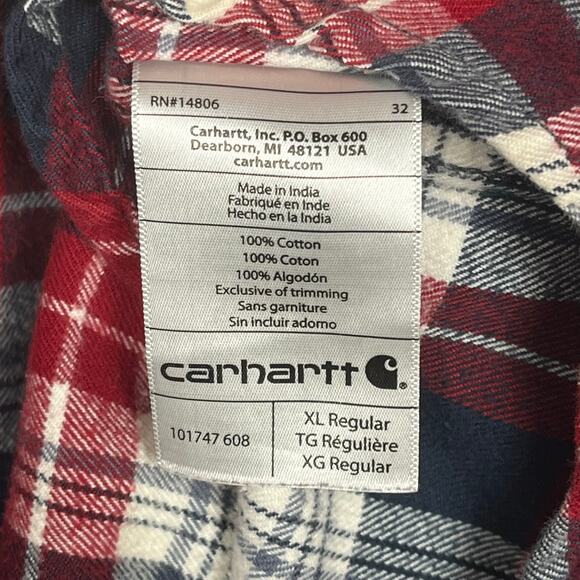 RN#14806 32
Carhartt, Inc. P.O. Box 600
Dearborn, MI 48121 USA
carhartt.com
Made in India
Fabriqué en Inde
Hecho en la India
100% Cotton
100% Coton
100% Algodón
Exclusive of trimming
Sans garniture
Sin incluir adorno
carhartt
101747 608
XL Regular
TG Régulière
XG Regular